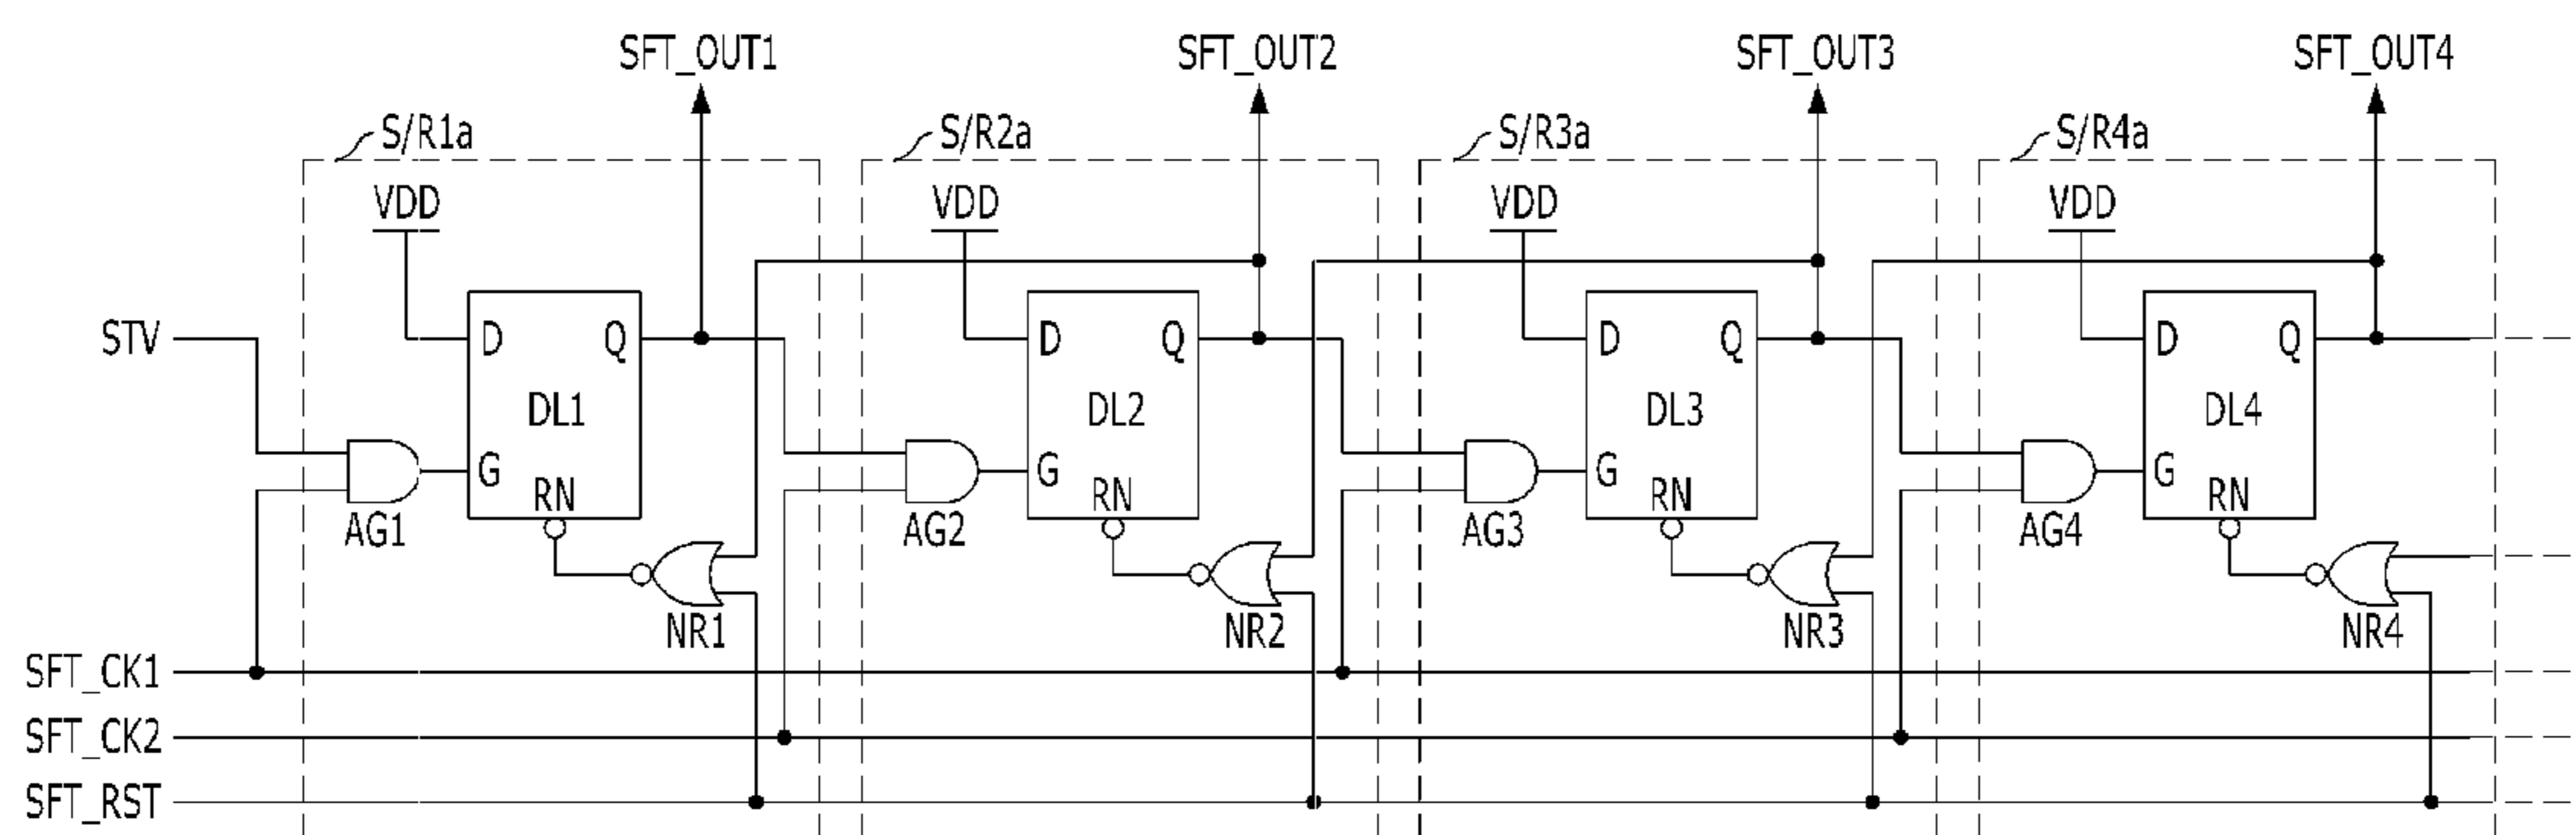 SFT_OUT1 SFT_OUT2 SFT_OUT3 SFT_OUT4
S/R1a S/R2a S/R3a S/R4a
VDD VDD VDD VDD
STV D Q D Q D Q D Q
DL1 DL2 DL3 DL4
G G G G
RN RN RN RN
AG1 AG2 AG3 AG4
NR1 NR2 NR3 NR4
SFT_CK1
SFT_CK2
SFT_RST